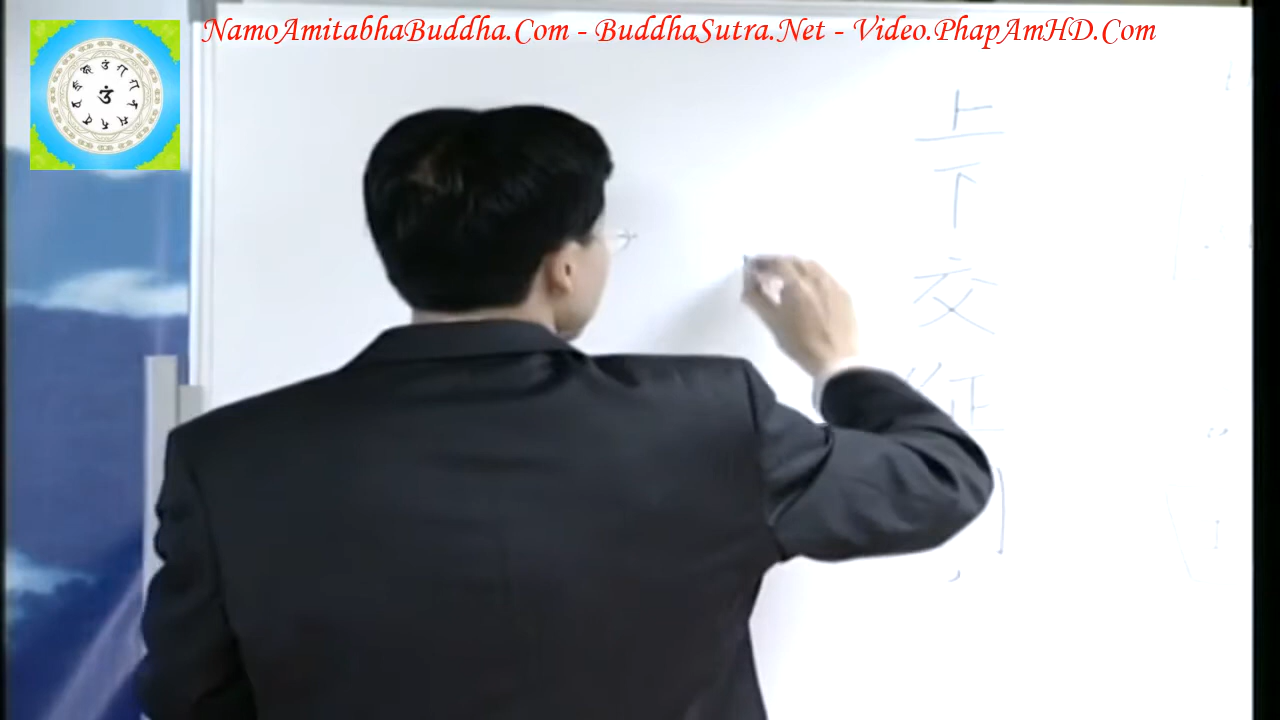 NamoAmitabhaBuddha.Com - BuddhaSutra.Net - Video.PhapAmHD.Com
上
下
交
征